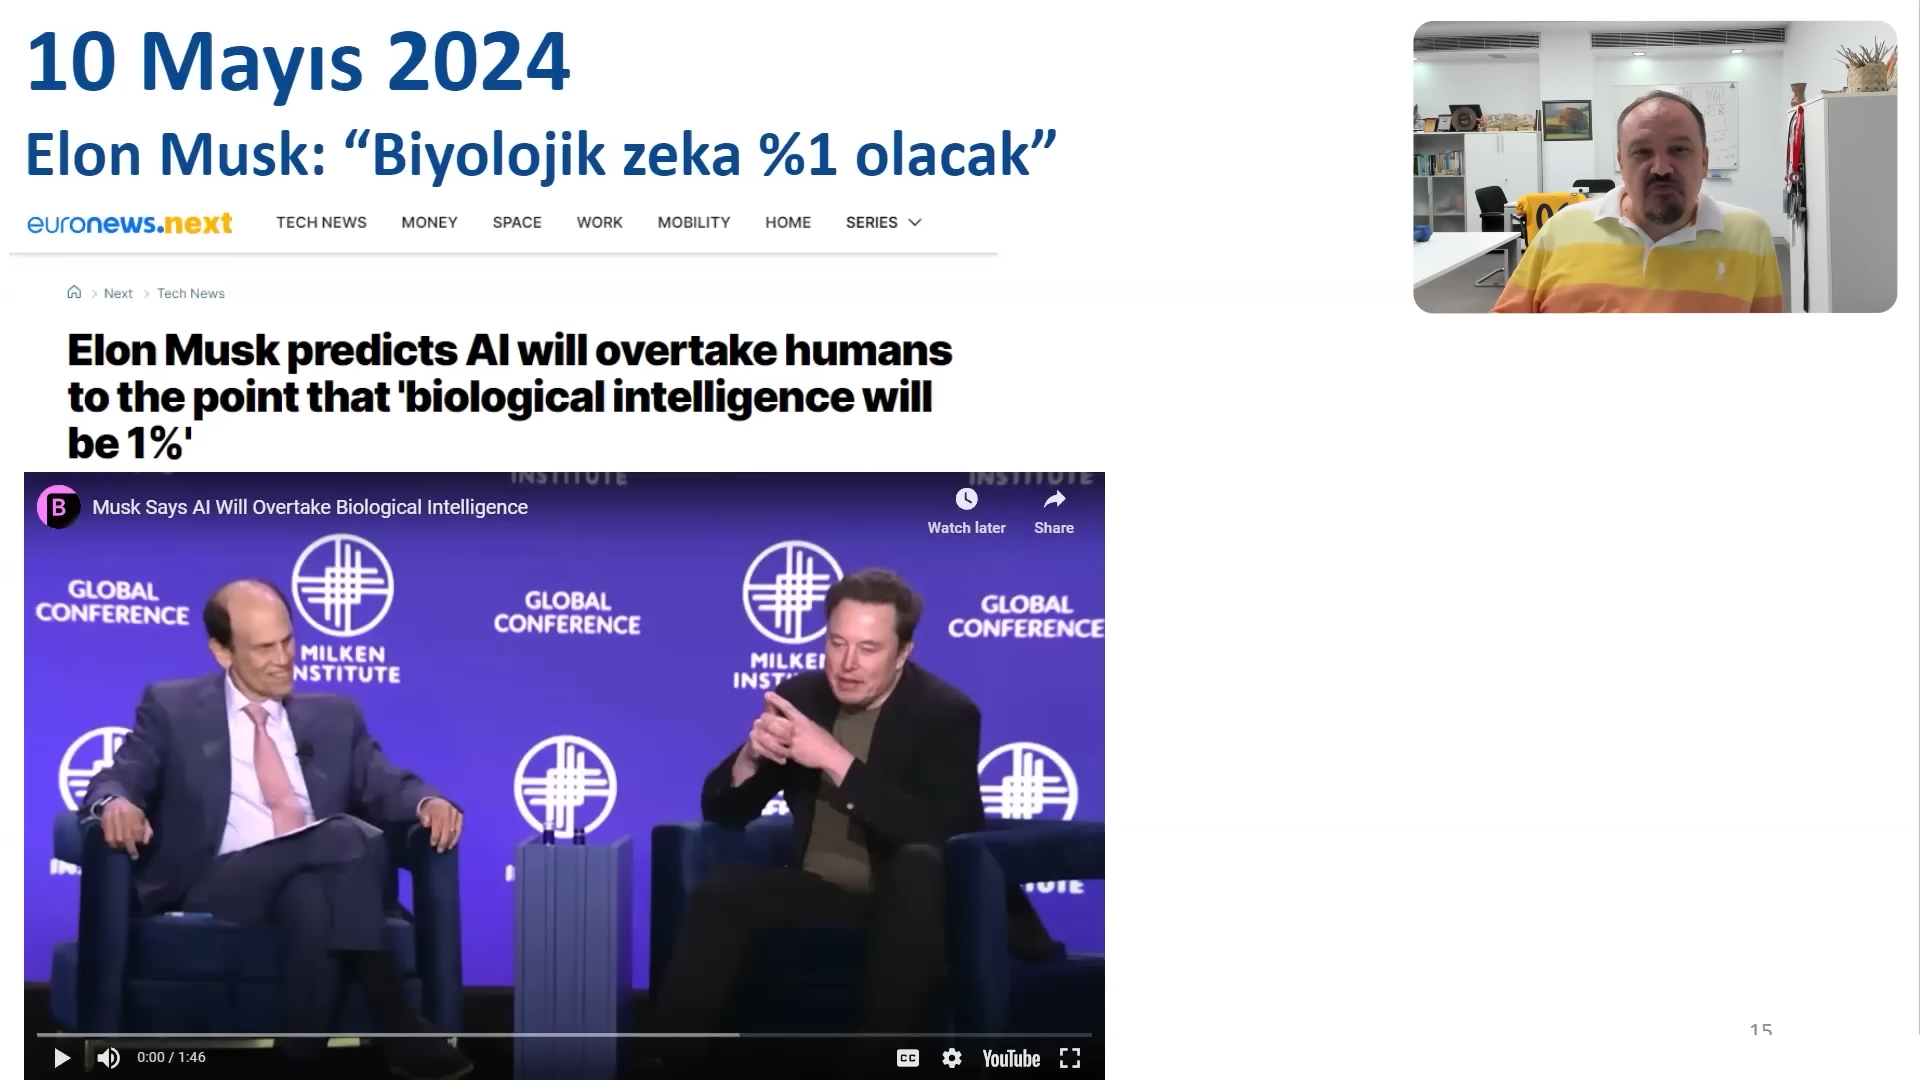 10 Mayıs 2024
Elon Musk: “Biyolojik zeka %1 olacak”
euronews.next TECH NEWS MONEY SPACE WORK MOBILITY HOME SERIES
Next > Tech News
Elon Musk predicts AI will overtake humans
to the point that 'biological intelligence will
be 1%'
INSTITUTE INSTITUTE
B Musk Says AI Will Overtake Biological Intelligence
Watch later Share
GLOBAL
CONFERENCE
MILKEN
INSTITUTE
GLOBAL
CONFERENCE
MILKEN
GLOBAL
CONFERENCE
0:00 / 1:46
CC
YouTube
15